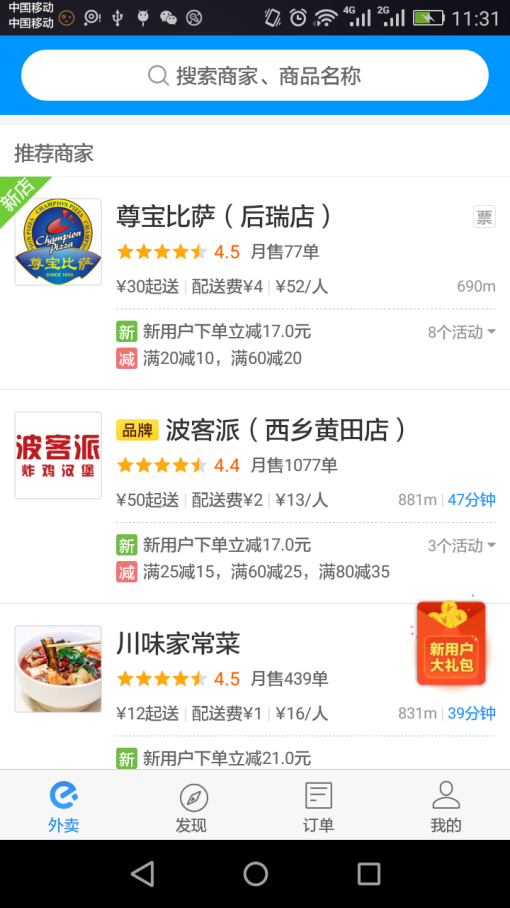 中国移动
中国移动
4G
2G
11:31
搜索商家、商品名称
推荐商家
新店
CHAMPION PIZZA
Champion
Pizza
尊宝比萨
SINCE 1998
尊宝比萨（后瑞店）
票
4.5 月售77单
¥30起送 配送费¥4 ¥52/人 690m
新 新用户下单立减17.0元 8个活动
减 满20减10，满60减20
波客派
炸鸡汉堡
品牌 波客派（西乡黄田店）
4.4 月售1077单
¥50起送 配送费¥2 ¥13/人 881m 47分钟
新 新用户下单立减17.0元 3个活动
减 满25减15，满60减25，满80减35
川味家常菜
新用户
大礼包
4.5 月售439单
¥12起送 配送费¥1 ¥16/人 831m 39分钟
新 新用户下单立减21.0元
外卖 发现 订单 我的